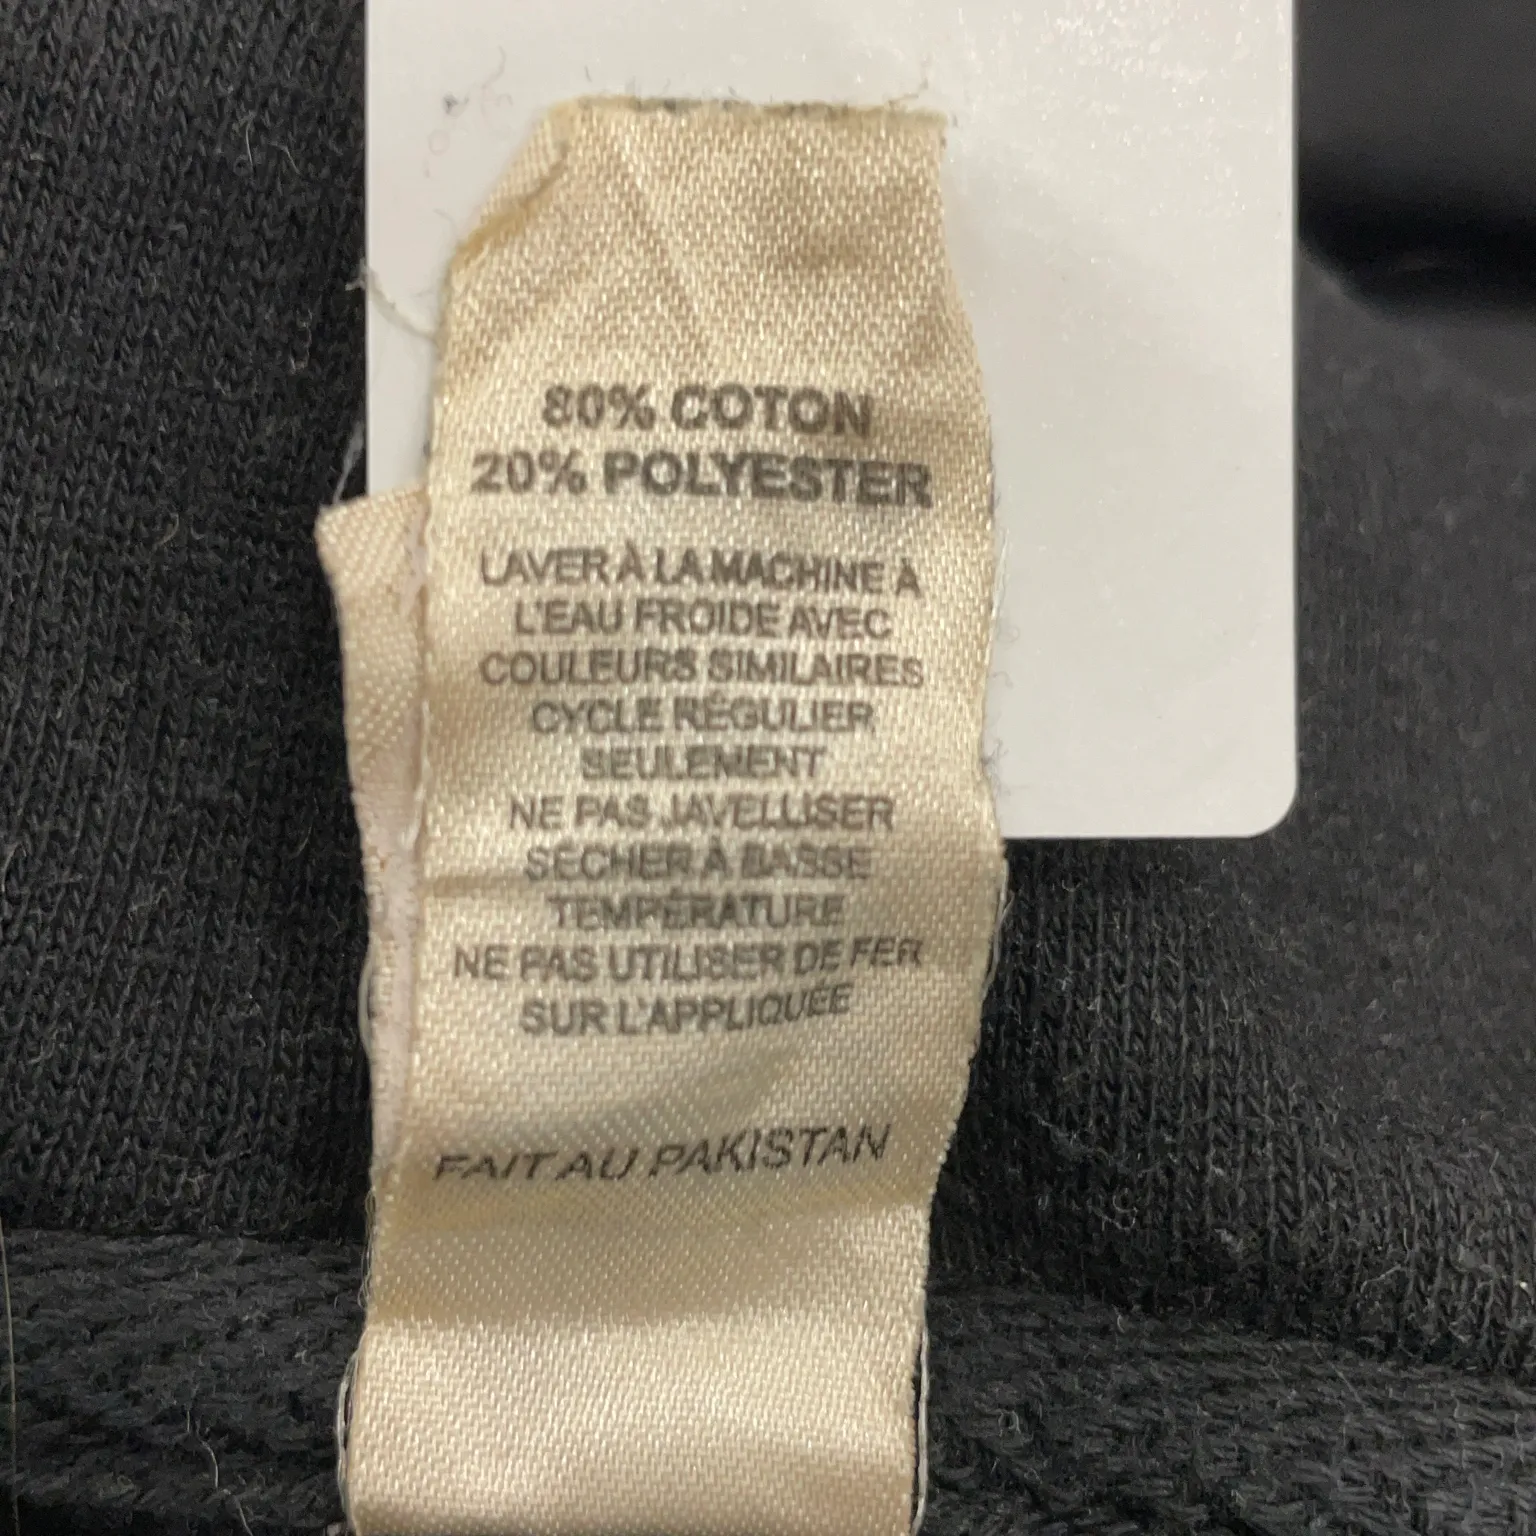 80% COTON
20% POLYESTER
LAVER À LA MACHINE À
L'EAU FROIDE AVEC
COULEURS SIMILAIRES
CYCLE RÉGULIER
SEULEMENT
NE PAS JAVELLISER
SÉCHER À BASSE
TEMPÉRATURE
NE PAS UTILISER DE FER
SUR L'APPLIQUÉE
FAIT AU PAKISTAN